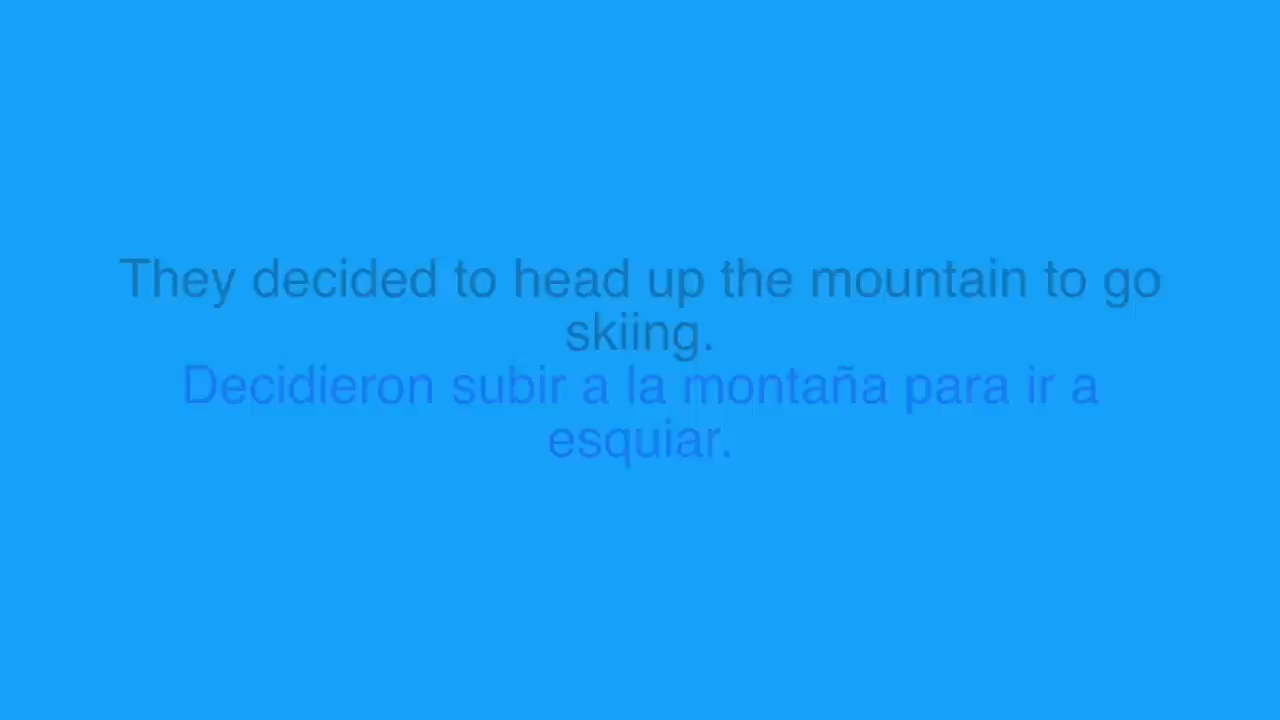 They decided to head up the mountain to go
skiing.
Decidieron subir a la montaña para ir a
esquiar.